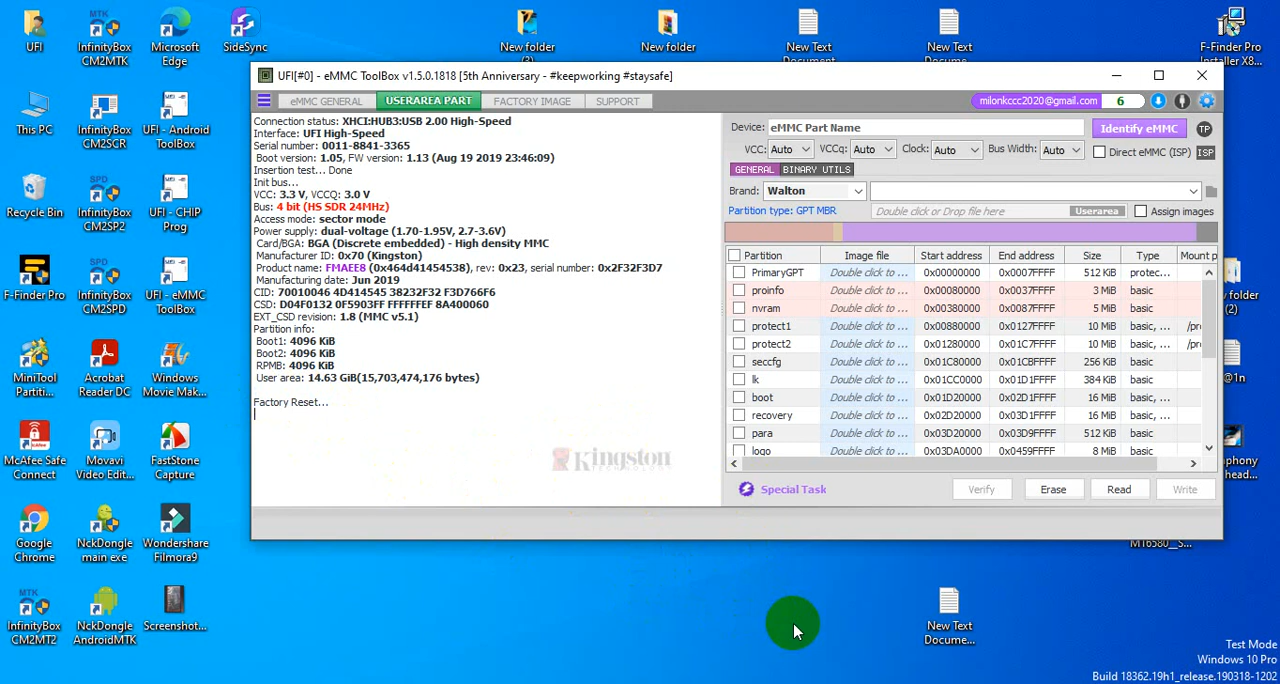 UFI
InfinityBox
CM2MTK
Microsoft
Edge
SideSync
New folder
(3)
New folder
New Text
Document
New Text
Docume...
F-Finder Pro
Installer X8...
This PC
InfinityBox
CM2SCR
UFI - Android
ToolBox
Recycle Bin
InfinityBox
CM2SP2
UFI - CHIP
Prog
F-Finder Pro
InfinityBox
CM2SPD
UFI - eMMC
ToolBox
MiniTool
Partiti...
Acrobat
Reader DC
Windows
Movie Mak...
McAfee Safe
Connect
Movavi
Video Edit...
FastStone
Capture
Google
Chrome
NckDongle
main exe
Wondershare
Filmora9
InfinityBox
CM2MT2
NckDongle
AndroidMTK
Screenshot...
UFI[#0] - eMMC ToolBox v1.5.0.1818 [5th Anniversary - #keepworking #staysafe]
eMMC GENERAL
USERAREA PART
FACTORY IMAGE
SUPPORT
milonkccc2020@gmail.com
6
Connection status: XHCI:HUB3:USB 2.00 High-Speed
Interface: UFI High-Speed
Serial number: 0011-8841-3365
Boot version: 1.05, FW version: 1.13 (Aug 19 2019 23:46:09)
Insertion test... Done
Init bus...
VCC: 3.3 V, VCCQ: 3.0 V
Bus: 4 bit (HS SDR 24MHz)
Access mode: sector mode
Power supply: dual-voltage (1.70-1.95V, 2.7-3.6V)
Card/BGA: BGA (Discrete embedded) - High density MMC
Manufacturer ID: 0x70 (Kingston)
Product name: FMAEE8 (0x464d41454538), rev: 0x23, serial number: 0x2F32F3D7
Manufacturing date: Jun 2019
CID: 70010046 4D414545 38232F32 F3D766F6
CSD: D04F0132 0F5903FF FFFFFFEF 8A400060
EXT_CSD revision: 1.8 (MMC v5.1)
Partition info:
Boot1: 4096 KiB
Boot2: 4096 KiB
RPMB: 4096 KiB
User area: 14.63 GiB(15,703,474,176 bytes)
Factory Reset...
Kingston
Device: eMMC Part Name
Identify eMMC
TP
VCC: Auto VCCq: Auto Clock: Auto Bus Width: Auto
Direct eMMC (ISP)
ISP
GENERAL BINARY UTILS
Brand: Walton
Partition type: GPT MBR
Double click or Drop file here
Userarea
Assign images
Partition Image file Start address End address Size Type Mount p
PrimaryGPT Double click to ... 0x00000000 0x0007FFFF 512 KiB protec...
proinfo Double click to ... 0x00080000 0x0037FFFF 3 MiB basic
nvram Double click to ... 0x00380000 0x0087FFFF 5 MiB basic
protect1 Double click to ... 0x00880000 0x0127FFFF 10 MiB basic, ... /pr
protect2 Double click to ... 0x01280000 0x01C7FFFF 10 MiB basic, ... /pr
seccfg Double click to ... 0x01C80000 0x01CBFFFF 256 KiB basic
lk Double click to ... 0x01CC0000 0x01D1FFFF 384 KiB basic
boot Double click to ... 0x01D20000 0x02D1FFFF 16 MiB basic, ...
recovery Double click to ... 0x02D20000 0x03D1FFFF 16 MiB basic, ...
para Double click to ... 0x03D20000 0x03D9FFFF 512 KiB basic
logo Double click to ... 0x03DA0000 0x0459FFFF 8 MiB basic
Special Task
Verify
Erase
Read
Write
New Text
Docume...
Test Mode
Windows 10 Pro
Build 18362.19h1_release.190318-1202